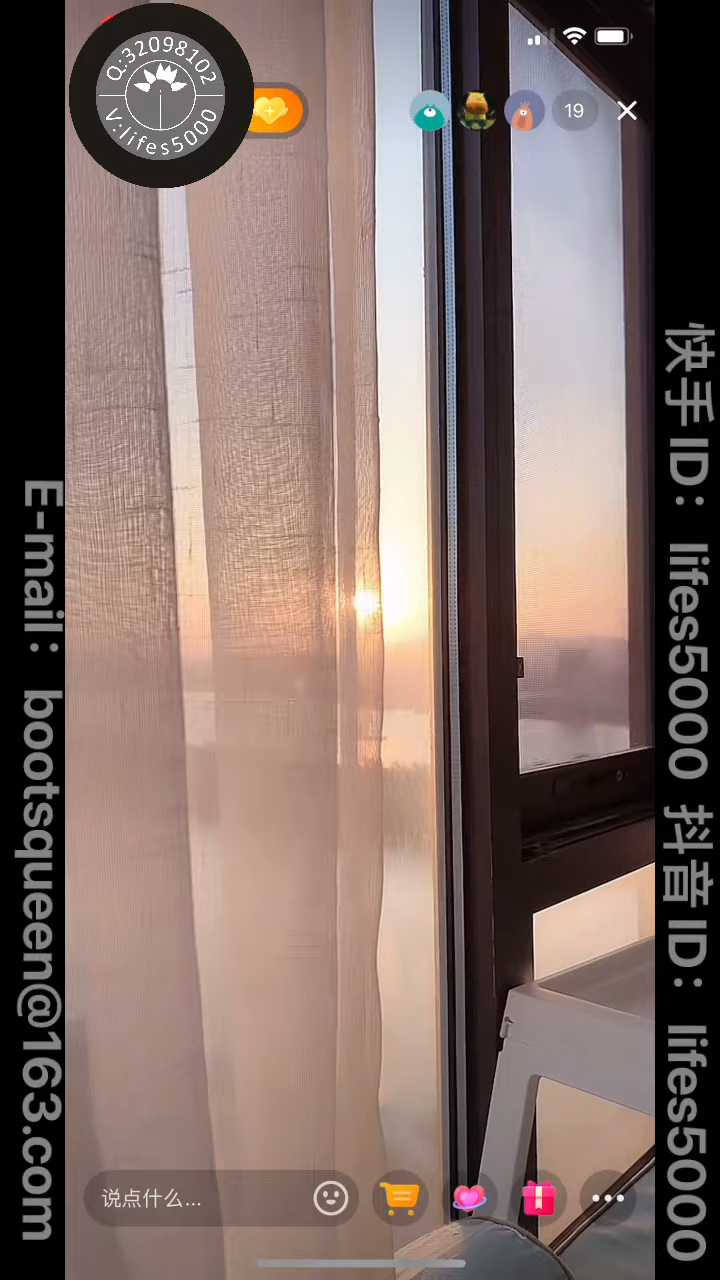 Q:32098102
V:lifes5000
19
快手ID： lifes5000 抖音ID： lifes5000
E-mail： bootsqueen@163.com
说点什么...